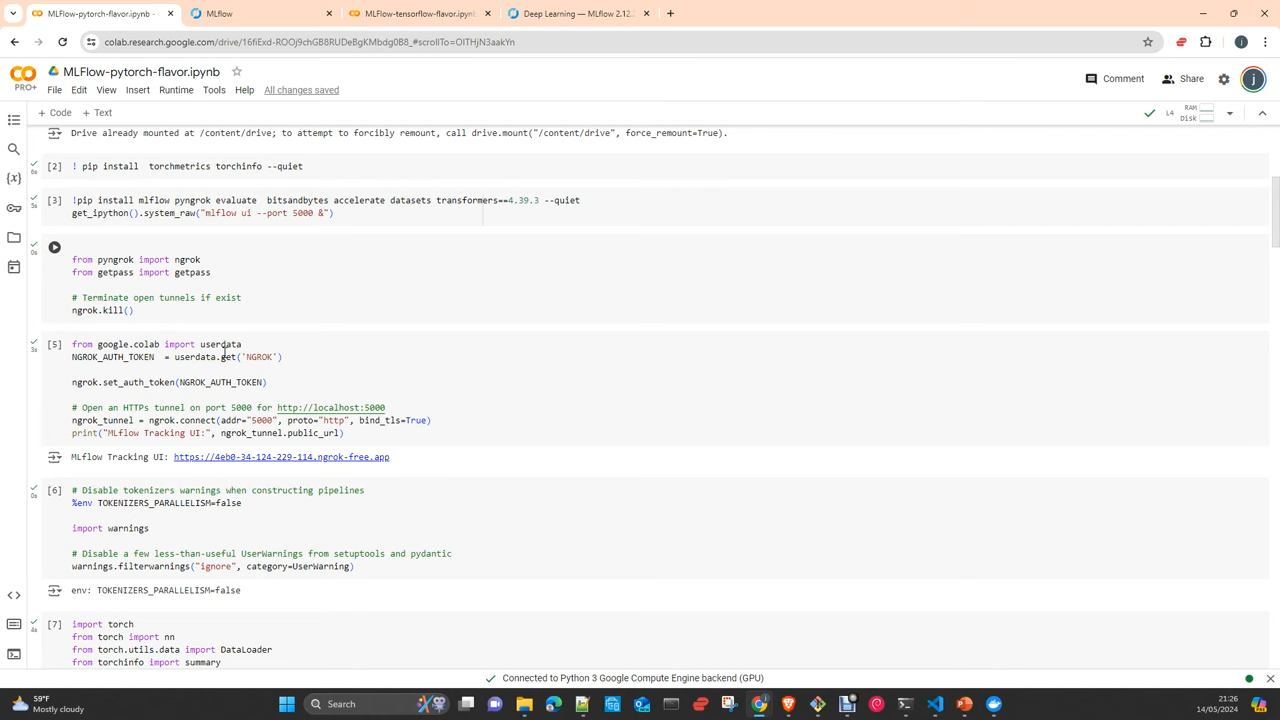 MLFlow-pytorch-flavor.ipynb -
MLflow
MLFlow-tensorflow-flavor.ipynb
Deep Learning — MLflow 2.12.
colab.research.google.com/drive/16fiExd-ROOj9chGB8RUDeBgKMbdg0B8_#scrollTo=OITHjN3aakYn
j
CO
PRO+
MLFlow-pytorch-flavor.ipynb
Comment
Share
j
File Edit View Insert Runtime Tools Help All changes saved
+ Code + Text
L4
RAM
Disk
Drive already mounted at /content/drive; to attempt to forcibly remount, call drive.mount("/content/drive", force_remount=True).
6s
[2] ! pip install torchmetrics torchinfo --quiet
5s
[3] !pip install mlflow pyngrok evaluate bitsandbytes accelerate datasets transformers==4.39.3 --quiet
get_ipython().system_raw("mlflow ui --port 5000 &")
0s
from pyngrok import ngrok
from getpass import getpass
# Terminate open tunnels if exist
ngrok.kill()
3s
[5] from google.colab import userdata
NGROK_AUTH_TOKEN = userdata.get('NGROK')
ngrok.set_auth_token(NGROK_AUTH_TOKEN)
# Open an HTTPs tunnel on port 5000 for http://localhost:5000
ngrok_tunnel = ngrok.connect(addr="5000", proto="http", bind_tls=True)
print("MLflow Tracking UI:", ngrok_tunnel.public_url)
MLflow Tracking UI: https://4eb0-34-124-229-114.ngrok-free.app
0s
[6] # Disable tokenizers warnings when constructing pipelines
%env TOKENIZERS_PARALLELISM=false
import warnings
# Disable a few less-than-useful UserWarnings from setuptools and pydantic
warnings.filterwarnings("ignore", category=UserWarning)
env: TOKENIZERS_PARALLELISM=false
4s
[7] import torch
from torch import nn
from torch.utils.data import DataLoader
from torchinfo import summary
Connected to Python 3 Google Compute Engine backend (GPU)
59°F
Mostly cloudy
Search
21:26
14/05/2024